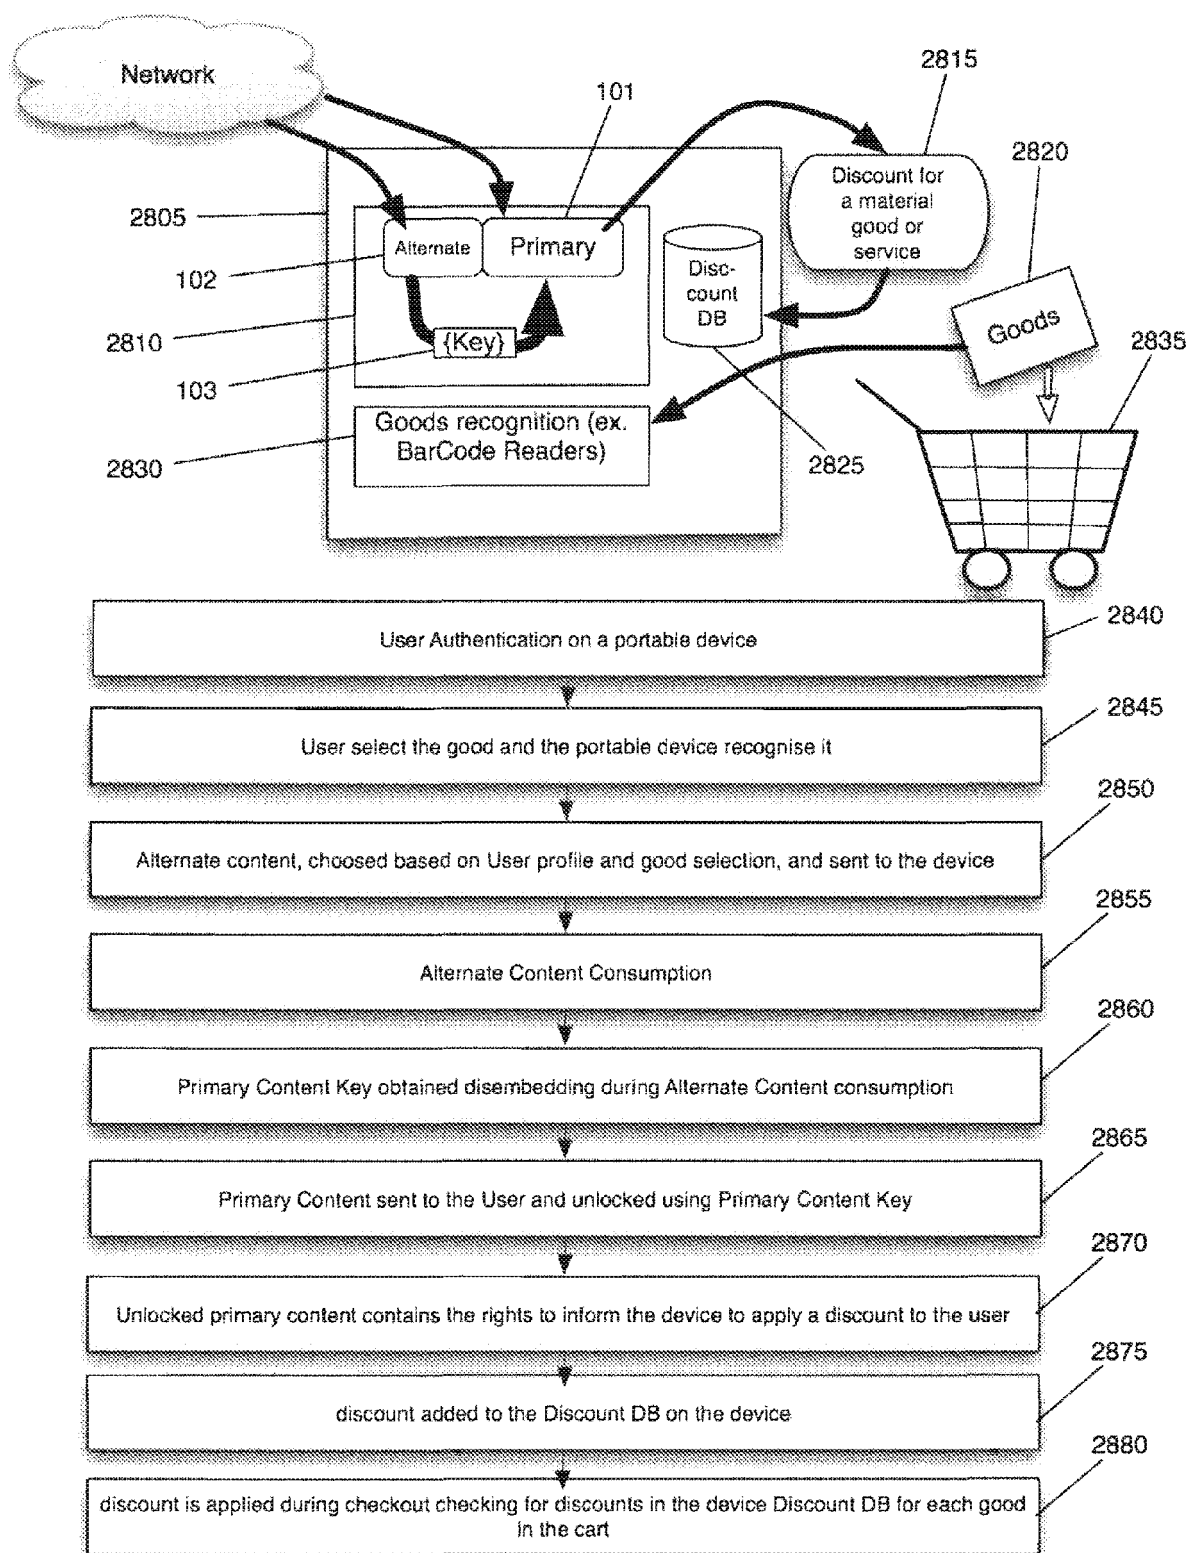 Network
101
2815
2820
2805
Alternate
Primary
Discount for
a material
good or
service
102
Disc-
count
DB
Goods
2810
{Key}
2835
103
Goods recognition (ex.
BarCode Readers)
2830
2825
2840
User Authentication on a portable device
2845
User select the good and the portable device recognise it
2850
Alternate content, choosed based on User profile and good selection, and sent to the device
2855
Alternate Content Consumption
2860
Primary Content Key obtained disembedding during Alternate Content consumption
2865
Primary Content sent to the User and unlocked using Primary Content Key
2870
Unlocked primary content contains the rights to inform the device to apply a discount to the user
2875
discount added to the Discount DB on the device
2880
discount is applied during checkout checking for discounts in the device Discount DB for each good
in the cart